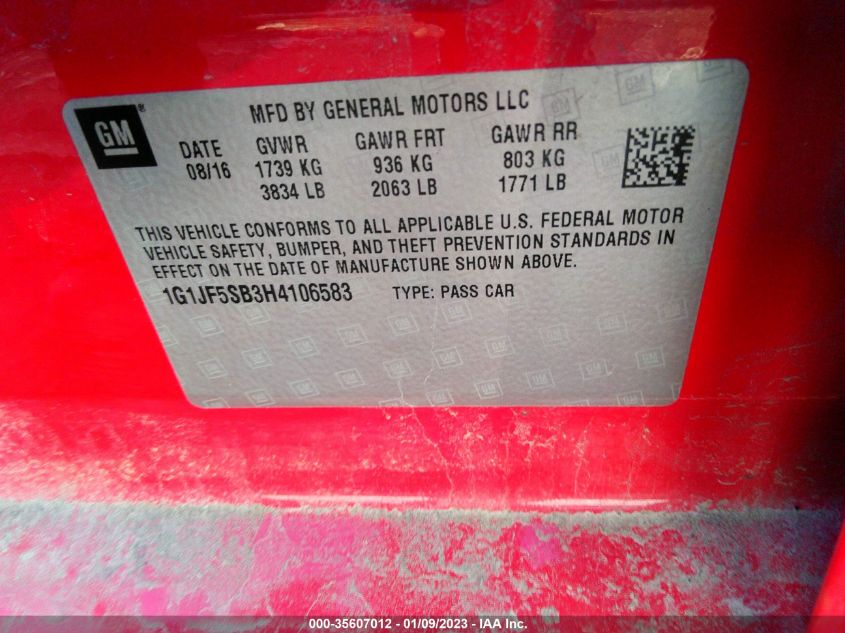 GM®
MFD BY GENERAL MOTORS LLC
DATE GVWR GAWR FRT GAWR RR
08/16 1739 KG 936 KG 803 KG
3834 LB 2063 LB 1771 LB
THIS VEHICLE CONFORMS TO ALL APPLICABLE U.S. FEDERAL MOTOR
VEHICLE SAFETY, BUMPER, AND THEFT PREVENTION STANDARDS IN
EFFECT ON THE DATE OF MANUFACTURE SHOWN ABOVE.
1G1JF5SB3H4106583 TYPE: PASS CAR
000-35607012 - 01/09/2023 - IAA Inc.